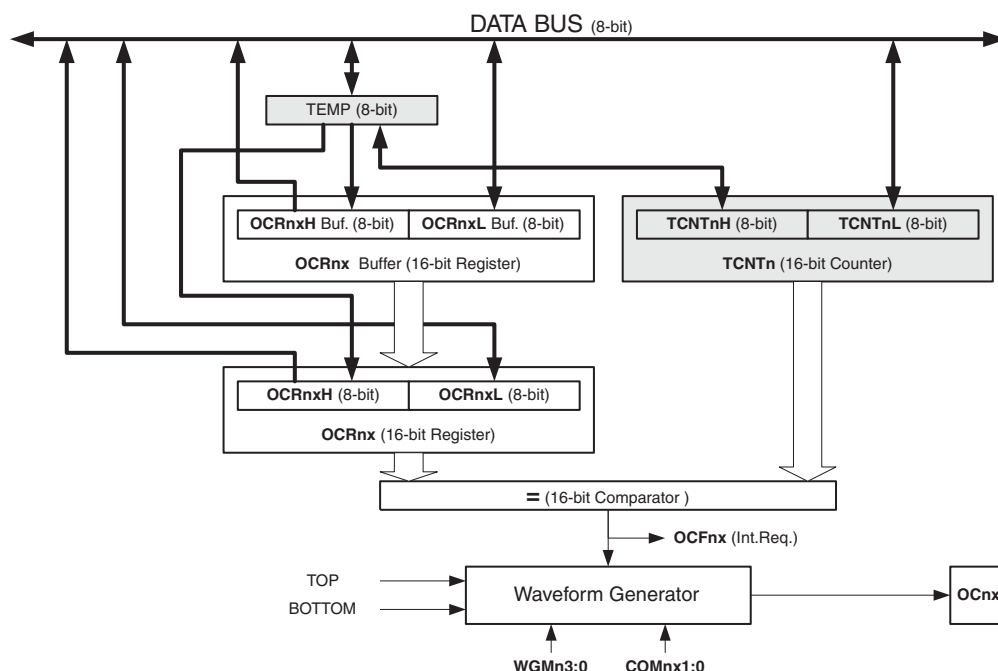 DATA BUS (8-bit)
TEMP (8-bit)
OCRnxH Buf. (8-bit)
OCRnxL Buf. (8-bit)
TCNTnH (8-bit)
TCNTnL (8-bit)
OCRnx Buffer (16-bit Register)
TCNTn (16-bit Counter)
OCRnxH (8-bit)
OCRnxL (8-bit)
OCRnx (16-bit Register)
= (16-bit Comparator )
OCFnx (Int.Req.)
TOP
BOTTOM
Waveform Generator
OCnx
WGMn3:0
COMnx1:0